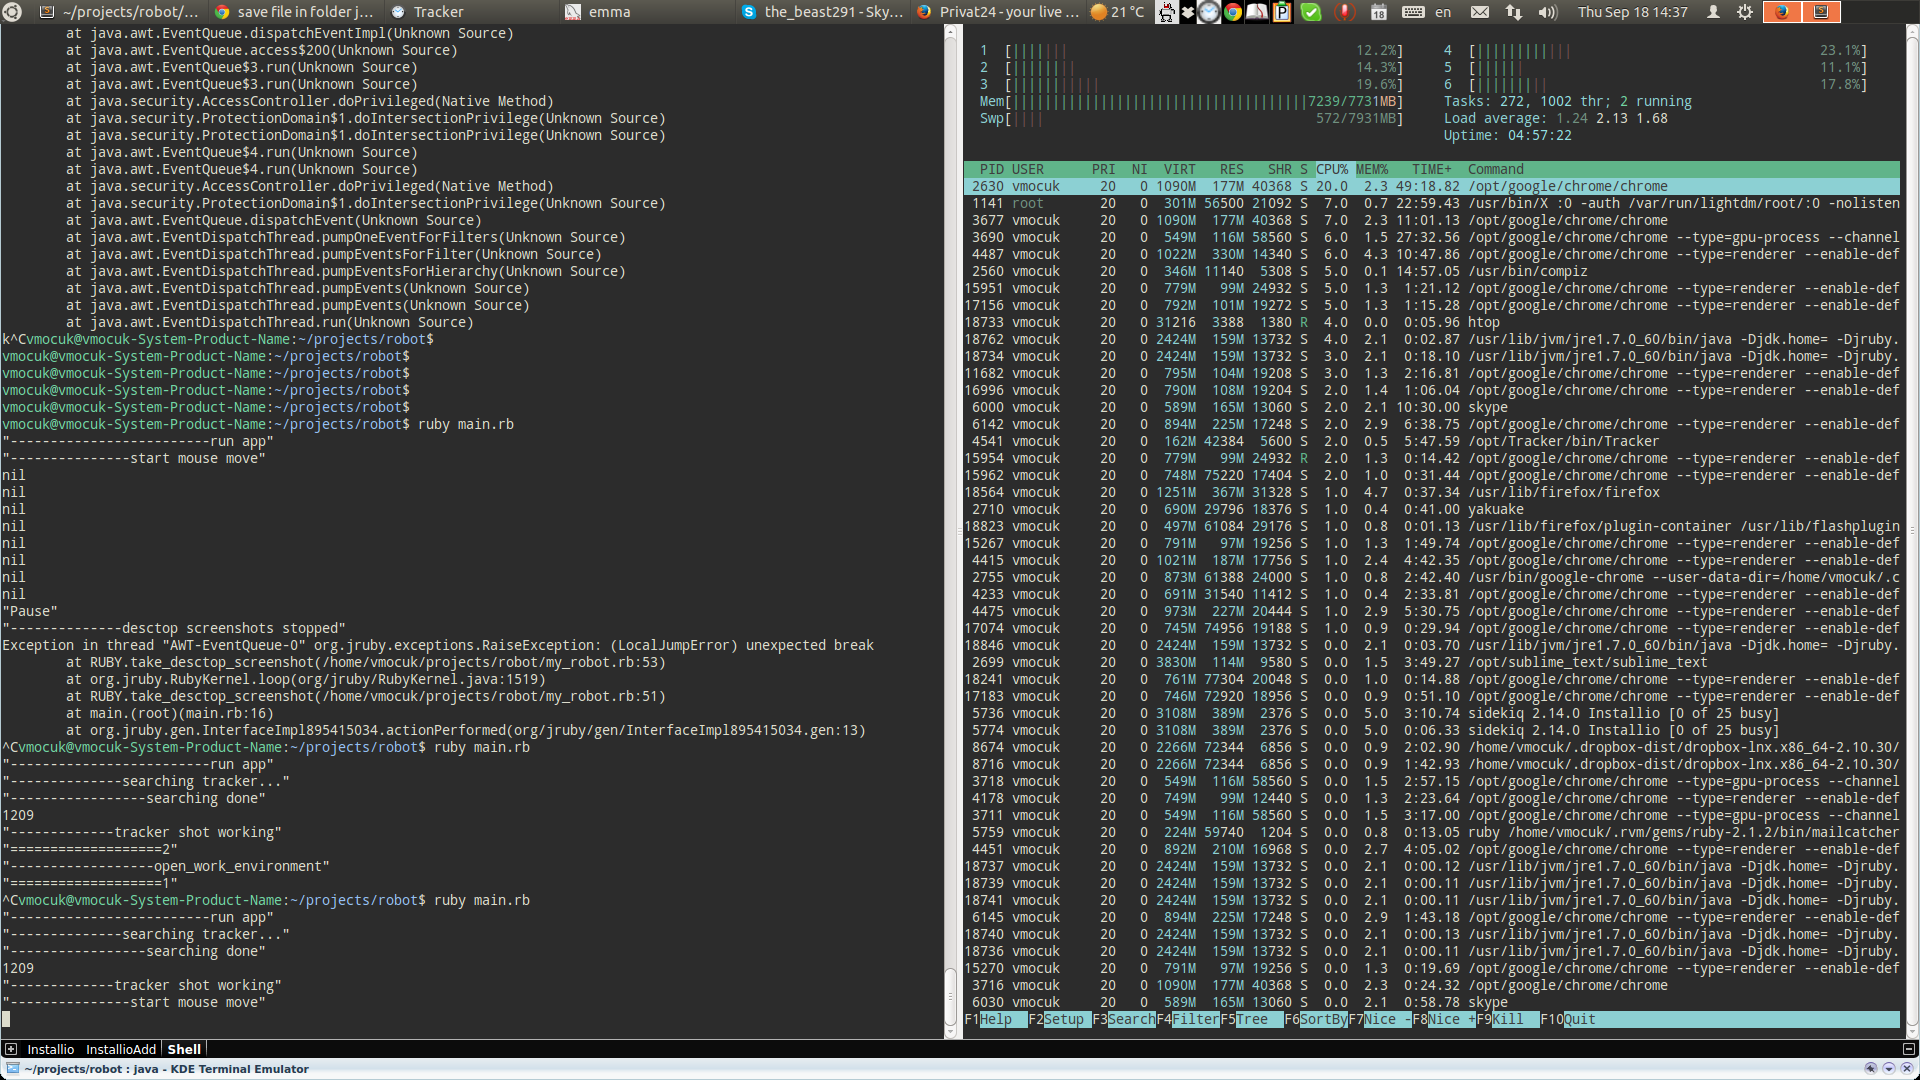 ~/projects/robot/...
save file in folder j...
Tracker
emma
the_beast291 - Sky...
Privat24 - your live ...
21 °C
18
en
Thu Sep 18 14:37
at java.awt.EventQueue.dispatchEventImpl(Unknown Source)
at java.awt.EventQueue.access$200(Unknown Source)
at java.awt.EventQueue$3.run(Unknown Source)
at java.awt.EventQueue$3.run(Unknown Source)
at java.security.AccessController.doPrivileged(Native Method)
at java.security.ProtectionDomain$1.doIntersectionPrivilege(Unknown Source)
at java.security.ProtectionDomain$1.doIntersectionPrivilege(Unknown Source)
at java.awt.EventQueue$4.run(Unknown Source)
at java.awt.EventQueue$4.run(Unknown Source)
at java.security.AccessController.doPrivileged(Native Method)
at java.security.ProtectionDomain$1.doIntersectionPrivilege(Unknown Source)
at java.awt.EventQueue.dispatchEvent(Unknown Source)
at java.awt.EventDispatchThread.pumpOneEventForFilters(Unknown Source)
at java.awt.EventDispatchThread.pumpEventsForFilter(Unknown Source)
at java.awt.EventDispatchThread.pumpEventsForHierarchy(Unknown Source)
at java.awt.EventDispatchThread.pumpEvents(Unknown Source)
at java.awt.EventDispatchThread.pumpEvents(Unknown Source)
at java.awt.EventDispatchThread.run(Unknown Source)
k^Cvmocuk@vmocuk-System-Product-Name:~/projects/robot$
vmocuk@vmocuk-System-Product-Name:~/projects/robot$
vmocuk@vmocuk-System-Product-Name:~/projects/robot$
vmocuk@vmocuk-System-Product-Name:~/projects/robot$
vmocuk@vmocuk-System-Product-Name:~/projects/robot$
vmocuk@vmocuk-System-Product-Name:~/projects/robot$ ruby main.rb
"-------------------------run app"
"---------------start mouse move"
nil
nil
nil
nil
nil
nil
nil
nil
"Pause"
"--------------desctop screenshots stopped"
Exception in thread "AWT-EventQueue-0" org.jruby.exceptions.RaiseException: (LocalJumpError) unexpected break
at RUBY.take_desctop_screenshot(/home/vmocuk/projects/robot/my_robot.rb:53)
at org.jruby.RubyKernel.loop(org/jruby/RubyKernel.java:1519)
at RUBY.take_desctop_screenshot(/home/vmocuk/projects/robot/my_robot.rb:51)
at main.(root)(main.rb:16)
at org.jruby.gen.InterfaceImpl895415034.actionPerformed(org/jruby/gen/InterfaceImpl895415034.gen:13)
^Cvmocuk@vmocuk-System-Product-Name:~/projects/robot$ ruby main.rb
"-------------------------run app"
"--------------searching tracker..."
"-----------------searching done"
1209
"-------------tracker shot working"
"===================2"
"------------------open_work_environment"
"===================1"
^Cvmocuk@vmocuk-System-Product-Name:~/projects/robot$ ruby main.rb
"-------------------------run app"
"--------------searching tracker..."
"-----------------searching done"
1209
"-------------tracker shot working"
"---------------start mouse move"
1 [||||||| 12.2%] 4 [|||||||||||| 23.1%]
2 [|||||||| 14.3%] 5 [|||||| 11.1%]
3 [||||||||||| 19.6%] 6 [||||||||| 17.8%]
Mem[|||||||||||||||||||||||||||||||||||||7239/7731MB] Tasks: 272, 1002 thr; 2 running
Swp[|||| 572/7931MB] Load average: 1.24 2.13 1.68
Uptime: 04:57:22
PID USER PRI NI VIRT RES SHR S CPU% MEM% TIME+ Command
2630 vmocuk 20 0 1090M 177M 40368 S 20.0 2.3 49:18.82 /opt/google/chrome/chrome
1141 root 20 0 301M 56500 21092 S 7.0 0.7 22:59.43 /usr/bin/X :0 -auth /var/run/lightdm/root/:0 -nolisten
3677 vmocuk 20 0 1090M 177M 40368 S 7.0 2.3 11:01.13 /opt/google/chrome/chrome
3690 vmocuk 20 0 549M 116M 58560 S 6.0 1.5 27:32.56 /opt/google/chrome/chrome --type=gpu-process --channel
4487 vmocuk 20 0 1022M 330M 14340 S 6.0 4.3 10:47.86 /opt/google/chrome/chrome --type=renderer --enable-def
2560 vmocuk 20 0 346M 11140 5308 S 5.0 0.1 14:57.05 /usr/bin/compiz
15951 vmocuk 20 0 779M 99M 24932 S 5.0 1.3 1:21.12 /opt/google/chrome/chrome --type=renderer --enable-def
17156 vmocuk 20 0 792M 101M 19272 S 5.0 1.3 1:15.28 /opt/google/chrome/chrome --type=renderer --enable-def
18733 vmocuk 20 0 31216 3388 1380 R 4.0 0.0 0:05.96 htop
18762 vmocuk 20 0 2424M 159M 13732 S 4.0 2.1 0:02.87 /usr/lib/jvm/jre1.7.0_60/bin/java -Djdk.home= -Djruby.
18734 vmocuk 20 0 2424M 159M 13732 S 3.0 2.1 0:18.10 /usr/lib/jvm/jre1.7.0_60/bin/java -Djdk.home= -Djruby.
11682 vmocuk 20 0 795M 104M 19208 S 3.0 1.3 2:16.81 /opt/google/chrome/chrome --type=renderer --enable-def
16996 vmocuk 20 0 790M 108M 19204 S 2.0 1.4 1:06.04 /opt/google/chrome/chrome --type=renderer --enable-def
6000 vmocuk 20 0 589M 165M 13060 S 2.0 2.1 10:30.00 skype
6142 vmocuk 20 0 894M 225M 17248 S 2.0 2.9 6:38.75 /opt/google/chrome/chrome --type=renderer --enable-def
4541 vmocuk 20 0 162M 42384 5600 S 2.0 0.5 5:47.59 /opt/Tracker/bin/Tracker
15954 vmocuk 20 0 779M 99M 24932 R 2.0 1.3 0:14.42 /opt/google/chrome/chrome --type=renderer --enable-def
15962 vmocuk 20 0 748M 75220 17404 S 2.0 1.0 0:31.44 /opt/google/chrome/chrome --type=renderer --enable-def
18564 vmocuk 20 0 1251M 367M 31328 S 1.0 4.7 0:37.34 /usr/lib/firefox/firefox
2710 vmocuk 20 0 690M 29796 18376 S 1.0 0.4 0:41.00 yakuake
18823 vmocuk 20 0 497M 61084 29176 S 1.0 0.8 0:01.13 /usr/lib/firefox/plugin-container /usr/lib/flashplugin
15267 vmocuk 20 0 791M 97M 19256 S 1.0 1.3 1:49.74 /opt/google/chrome/chrome --type=renderer --enable-def
4415 vmocuk 20 0 1021M 187M 17756 S 1.0 2.4 4:42.35 /opt/google/chrome/chrome --type=renderer --enable-def
2755 vmocuk 20 0 873M 61388 24000 S 1.0 0.8 2:42.40 /usr/bin/google-chrome --user-data-dir=/home/vmocuk/.c
4233 vmocuk 20 0 691M 31540 11412 S 1.0 0.4 2:33.81 /opt/google/chrome/chrome --type=renderer --enable-def
4475 vmocuk 20 0 973M 227M 20444 S 1.0 2.9 5:30.75 /opt/google/chrome/chrome --type=renderer --enable-def
17074 vmocuk 20 0 745M 74956 19188 S 1.0 0.9 0:29.94 /opt/google/chrome/chrome --type=renderer --enable-def
18846 vmocuk 20 0 2424M 159M 13732 S 0.0 2.1 0:03.70 /usr/lib/jvm/jre1.7.0_60/bin/java -Djdk.home= -Djruby.
2699 vmocuk 20 0 3830M 114M 9580 S 0.0 1.5 3:49.27 /opt/sublime_text/sublime_text
18241 vmocuk 20 0 761M 77304 20048 S 0.0 1.0 0:14.88 /opt/google/chrome/chrome --type=renderer --enable-def
17183 vmocuk 20 0 746M 72920 18956 S 0.0 0.9 0:51.10 /opt/google/chrome/chrome --type=renderer --enable-def
5736 vmocuk 20 0 3108M 389M 2376 S 0.0 5.0 3:10.74 sidekiq 2.14.0 Installio [0 of 25 busy]
5774 vmocuk 20 0 3108M 389M 2376 S 0.0 5.0 0:06.33 sidekiq 2.14.0 Installio [0 of 25 busy]
8674 vmocuk 20 0 2266M 72344 6856 S 0.0 0.9 2:02.90 /home/vmocuk/.dropbox-dist/dropbox-lnx.x86_64-2.10.30/
8716 vmocuk 20 0 2266M 72344 6856 S 0.0 0.9 1:42.93 /home/vmocuk/.dropbox-dist/dropbox-lnx.x86_64-2.10.30/
3718 vmocuk 20 0 549M 116M 58560 S 0.0 1.5 2:57.15 /opt/google/chrome/chrome --type=gpu-process --channel
4178 vmocuk 20 0 749M 99M 12440 S 0.0 1.3 2:23.64 /opt/google/chrome/chrome --type=renderer --enable-def
3711 vmocuk 20 0 549M 116M 58560 S 0.0 1.5 3:17.00 /opt/google/chrome/chrome --type=gpu-process --channel
5759 vmocuk 20 0 224M 59740 1204 S 0.0 0.8 0:13.05 ruby /home/vmocuk/.rvm/gems/ruby-2.1.2/bin/mailcatcher
4451 vmocuk 20 0 892M 210M 16968 S 0.0 2.7 4:05.02 /opt/google/chrome/chrome --type=renderer --enable-def
18737 vmocuk 20 0 2424M 159M 13732 S 0.0 2.1 0:00.12 /usr/lib/jvm/jre1.7.0_60/bin/java -Djdk.home= -Djruby.
18739 vmocuk 20 0 2424M 159M 13732 S 0.0 2.1 0:00.11 /usr/lib/jvm/jre1.7.0_60/bin/java -Djdk.home= -Djruby.
18741 vmocuk 20 0 2424M 159M 13732 S 0.0 2.1 0:00.11 /usr/lib/jvm/jre1.7.0_60/bin/java -Djdk.home= -Djruby.
6145 vmocuk 20 0 894M 225M 17248 S 0.0 2.9 1:43.18 /opt/google/chrome/chrome --type=renderer --enable-def
18740 vmocuk 20 0 2424M 159M 13732 S 0.0 2.1 0:00.13 /usr/lib/jvm/jre1.7.0_60/bin/java -Djdk.home= -Djruby.
18736 vmocuk 20 0 2424M 159M 13732 S 0.0 2.1 0:00.11 /usr/lib/jvm/jre1.7.0_60/bin/java -Djdk.home= -Djruby.
15270 vmocuk 20 0 791M 97M 19256 S 0.0 1.3 0:19.69 /opt/google/chrome/chrome --type=renderer --enable-def
3716 vmocuk 20 0 1090M 177M 40368 S 0.0 2.3 0:24.32 /opt/google/chrome/chrome
6030 vmocuk 20 0 589M 165M 13060 S 0.0 2.1 0:58.78 skype
F1Help F2Setup F3SearchF4FilterF5Tree F6SortByF7Nice -F8Nice +F9Kill F10Quit
Installio InstallioAdd Shell
~/projects/robot : java - KDE Terminal Emulator